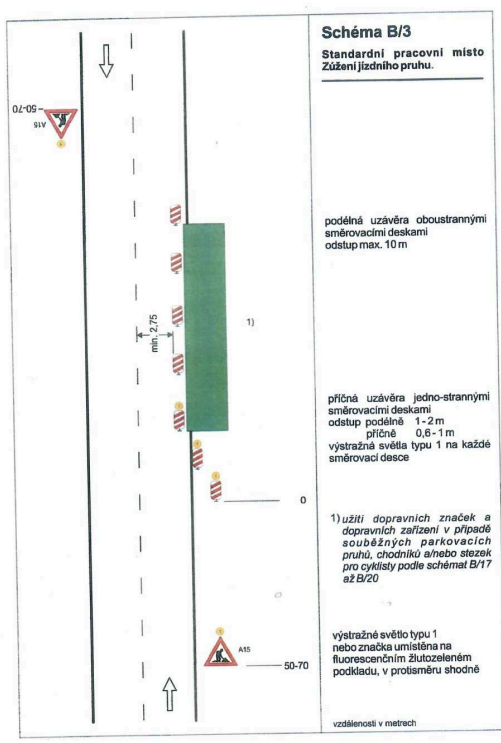 Schéma B/3
Standardní pracovní místo
Zúžení jízdního pruhu.
50-70
A15
podélná uzávěra oboustrannými
směrovacími deskami
odstup max. 10 m
min. 2,75
1)
příčná uzávěra jedno-strannými
směrovacími deskami
odstup podélně 1 - 2 m
příčně 0,6 - 1 m
výstražná světla typu 1 na každé
směrovací desce
0
1) užití dopravních značek a
dopravních zařízení v případě
souběžných parkovacích
pruhů, chodníků a/nebo stezek
pro cyklisty podle schémat B/17
až B/20
A15
50-70
výstražné světlo typu 1
nebo značka umístěna na
fluorescenčním žlutozeleném
podkladu, v protisměru shodně
vzdálenosti v metrech